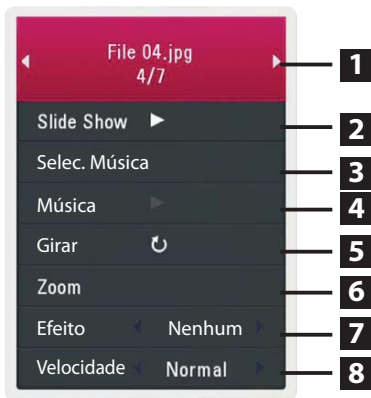 File 04.jpg
4/7
1
Slide Show
2
Selec. Música
3
Música
4
Girar
5
Zoom
6
Efeito Nenhum
7
Velocidade Normal
8